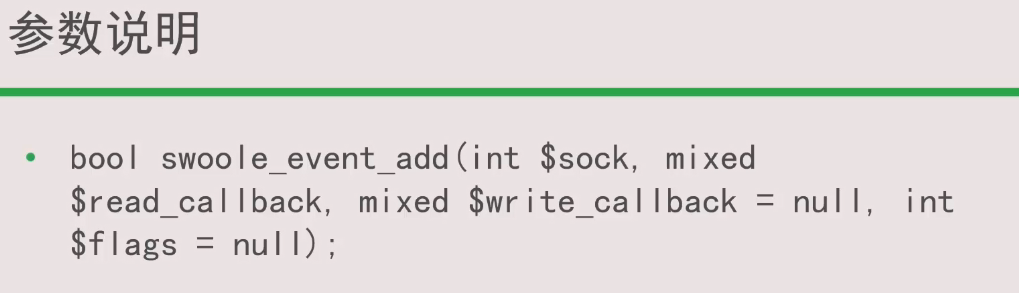 参数说明
• bool swoole_event_add(int $sock, mixed
$read_callback, mixed $write_callback = null, int
$flags = null);